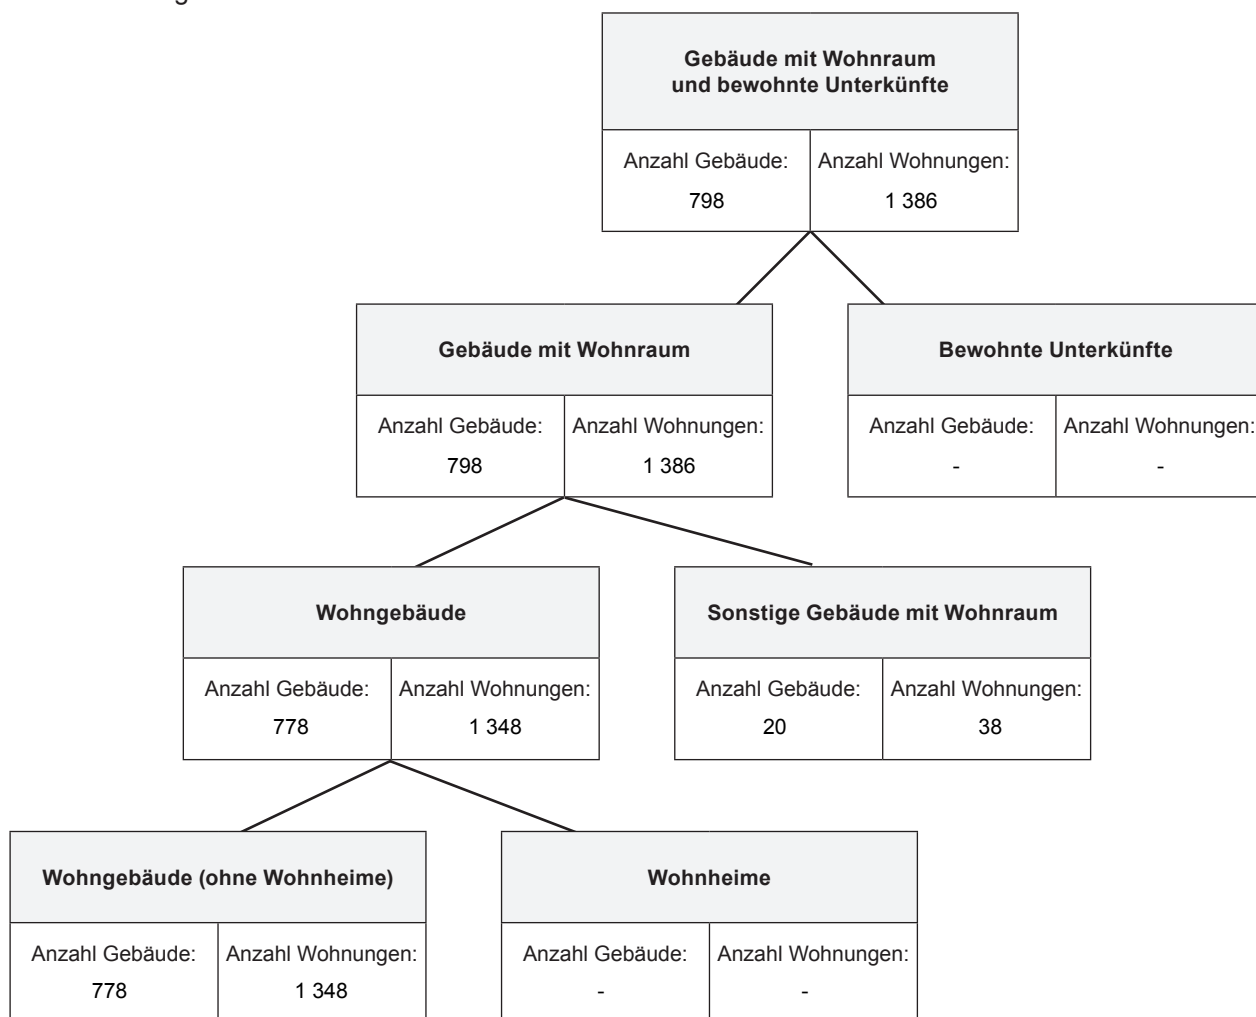 Gebäude mit Wohnraum
und bewohnte Unterkünfte
Anzahl Gebäude: Anzahl Wohnungen:
798 1 386
Gebäude mit Wohnraum
Anzahl Gebäude: Anzahl Wohnungen:
798 1 386
Bewohnte Unterkünfte
Anzahl Gebäude: Anzahl Wohnungen:
- -
Wohngebäude
Anzahl Gebäude: Anzahl Wohnungen:
778 1 348
Sonstige Gebäude mit Wohnraum
Anzahl Gebäude: Anzahl Wohnungen:
20 38
Wohngebäude (ohne Wohnheime)
Anzahl Gebäude: Anzahl Wohnungen:
778 1 348
Wohnheime
Anzahl Gebäude: Anzahl Wohnungen:
- -